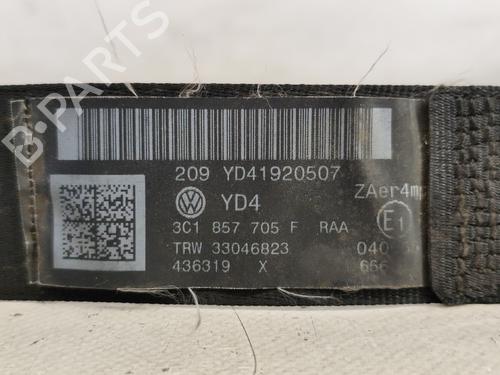 B-PARTS
209 YD41920507
YD4
ZAer4m
3C1 857 705 F RAA
E1
TRW 33046823
040
436319 X
666